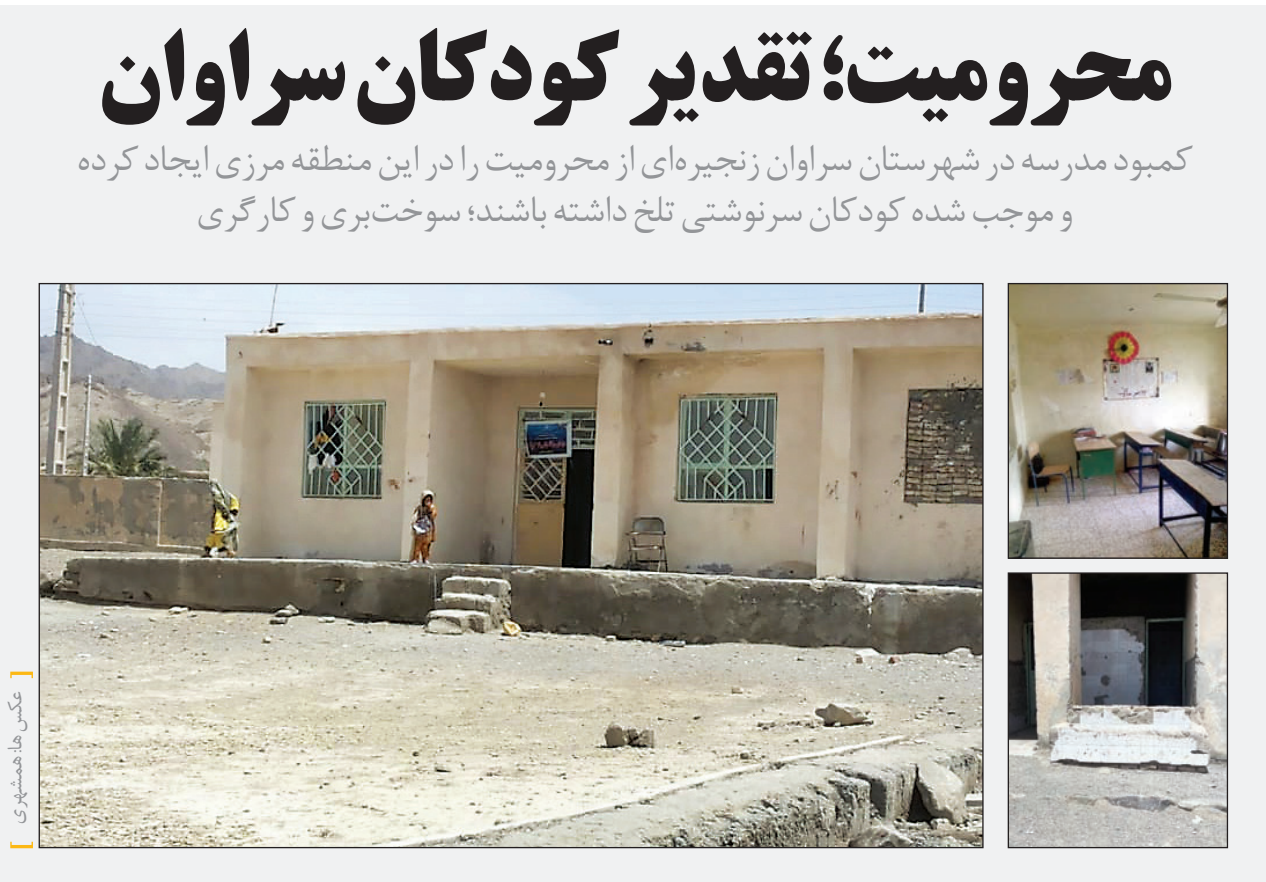 محرومیت؛ تقدیر کودکان سراوان
کمبود مدرسه در شهرستان سراوان زنجیره‌ای از محرومیت را در این منطقه مرزی ایجاد کرده
و موجب شده کودکان سرنوشتی تلخ داشته باشند؛ سوخت‌بری و کارگری
[ عکس ها: همشهری ]